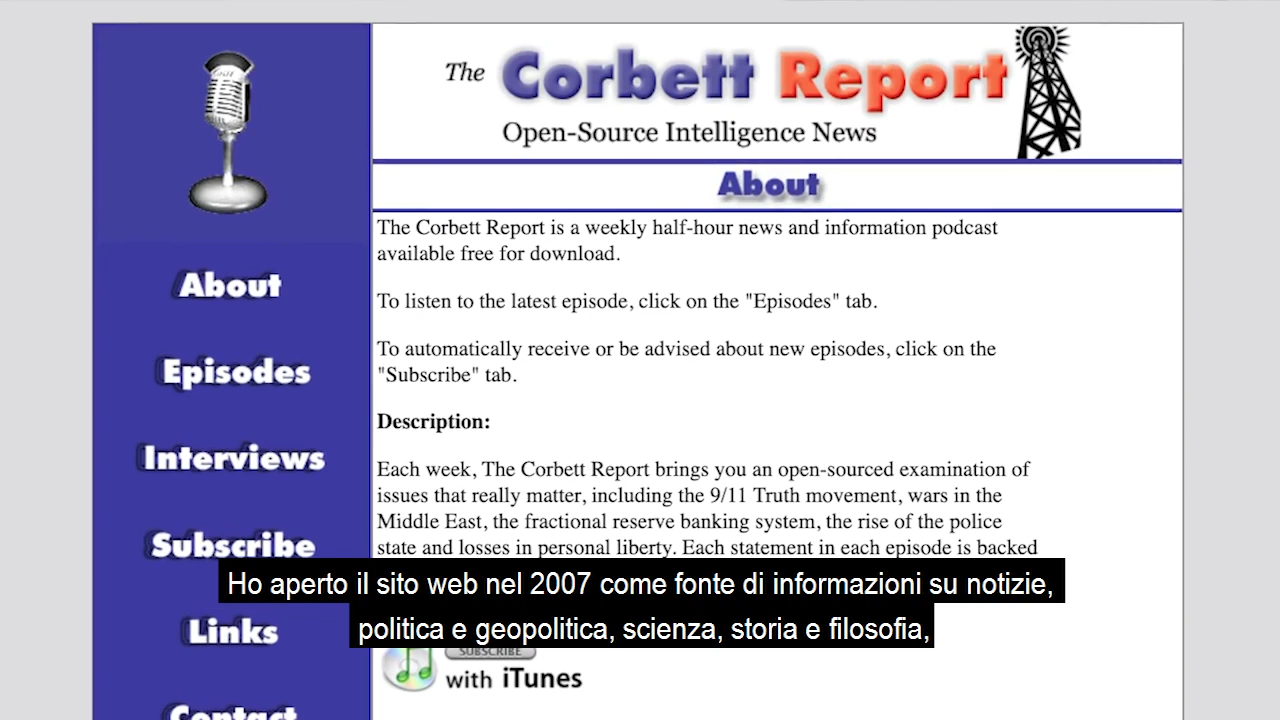 The Corbett Report
Open-Source Intelligence News
About
About
Episodes
Interviews
Subscribe
Links
Contact
The Corbett Report is a weekly half-hour news and information podcast
available free for download.
To listen to the latest episode, click on the "Episodes" tab.
To automatically receive or be advised about new episodes, click on the
"Subscribe" tab.
Description:
Each week, The Corbett Report brings you an open-sourced examination of
issues that really matter, including the 9/11 Truth movement, wars in the
Middle East, the fractional reserve banking system, the rise of the police
state and losses in personal liberty. Each statement in each episode is backed
Ho aperto il sito web nel 2007 come fonte di informazioni su notizie,
politica e geopolitica, scienza, storia e filosofia,
SUBSCRIBE
with iTunes